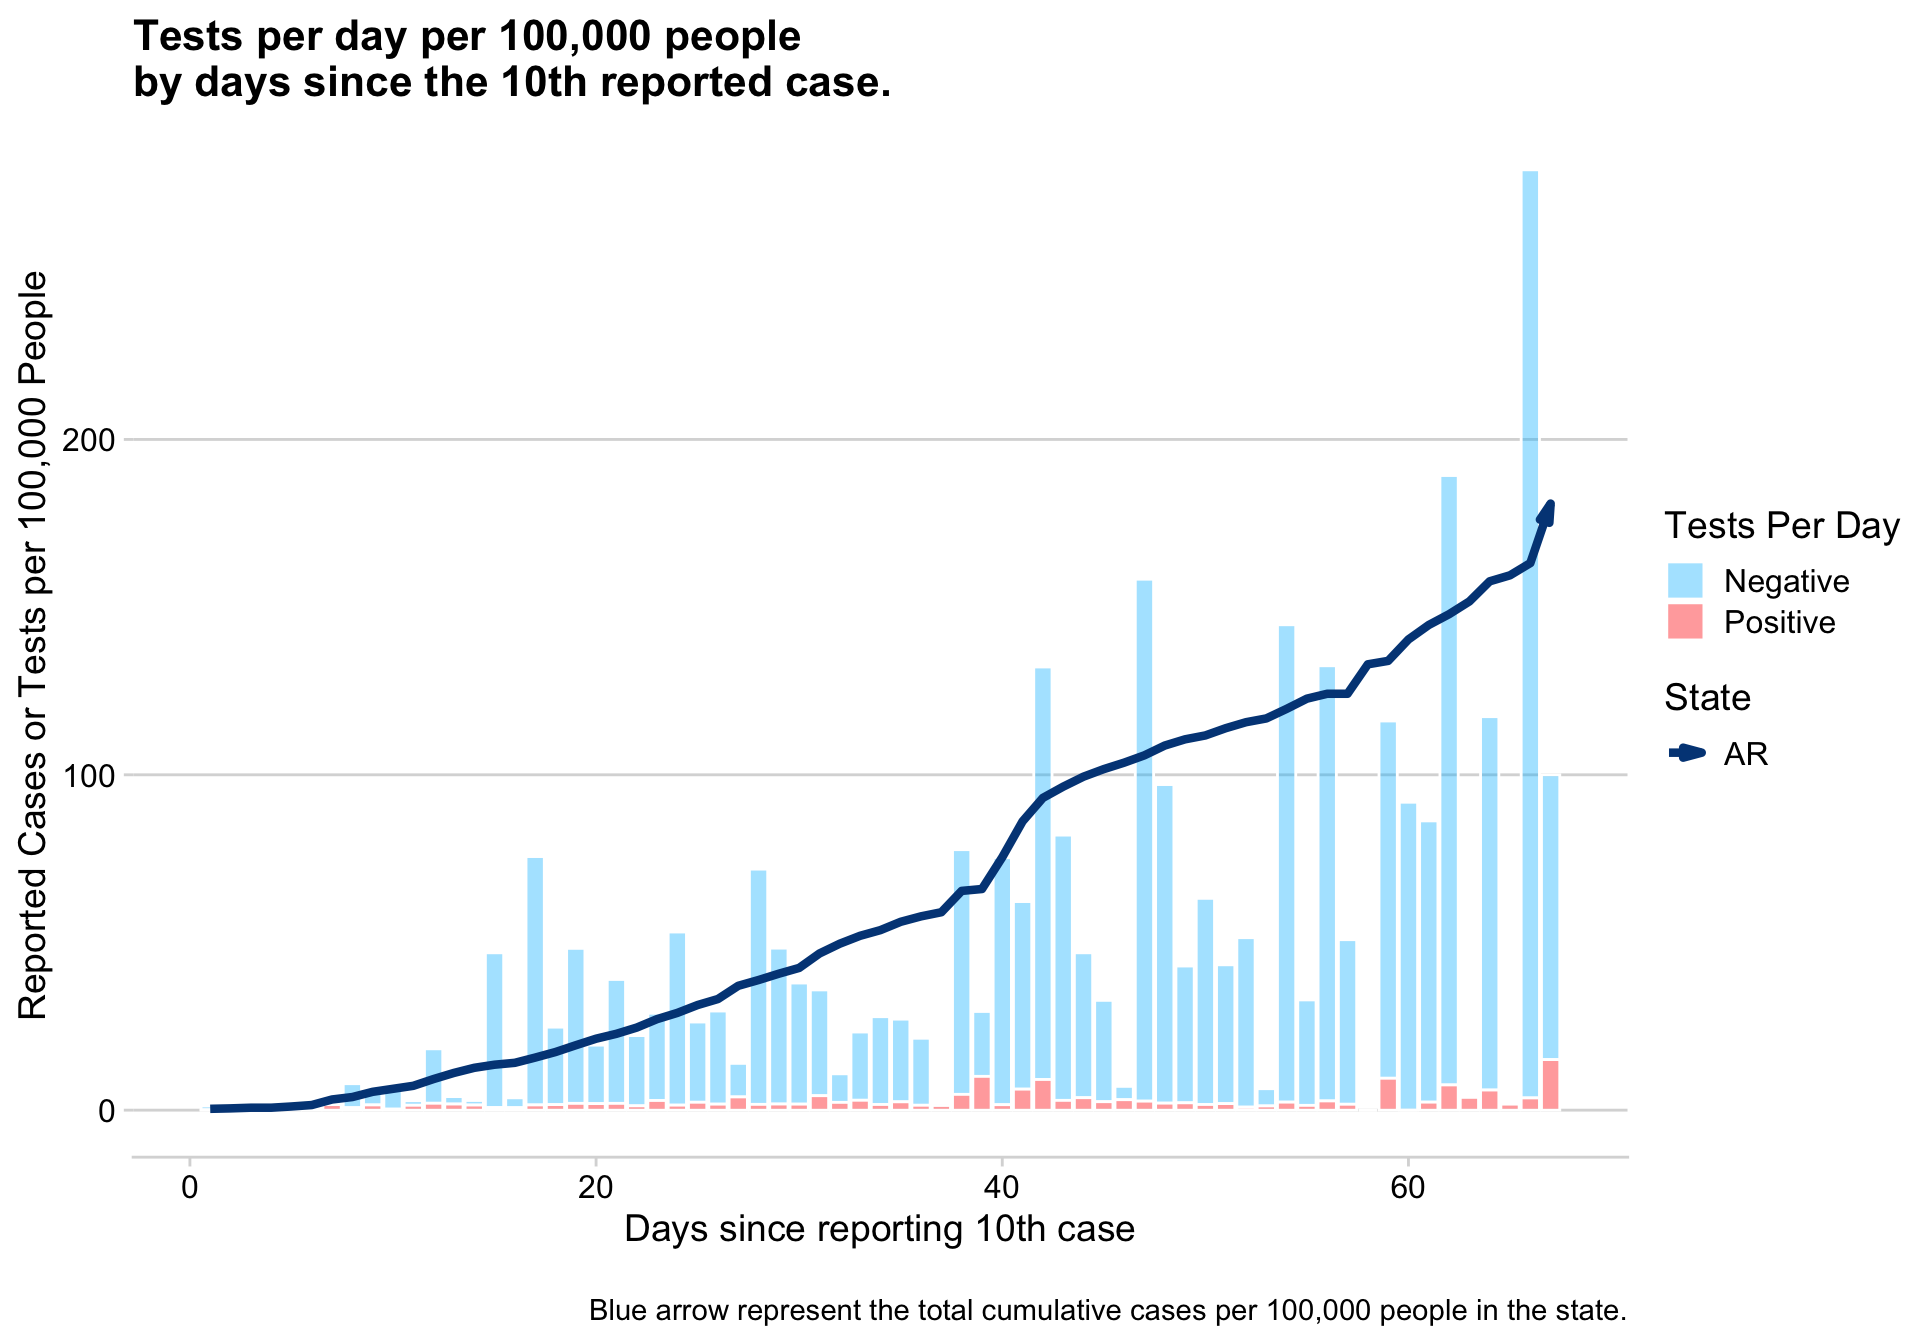 Tests per day per 100,000 people
by days since the 10th reported case.
Reported Cases or Tests per 100,000 People
200
100
0
0
20
40
60
Days since reporting 10th case
Tests Per Day
Negative
Positive
State
AR
Blue arrow represent the total cumulative cases per 100,000 people in the state.